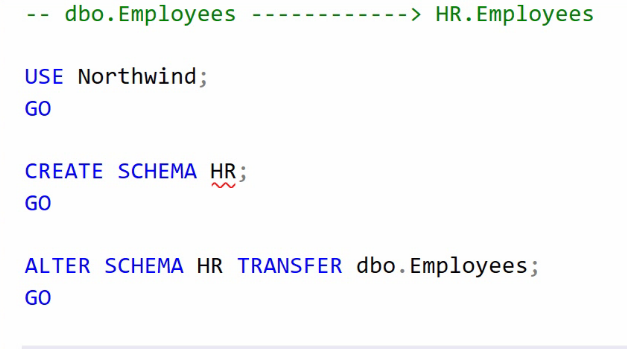 -- dbo.Employees ------------> HR.Employees
USE Northwind;
GO
CREATE SCHEMA HR;
GO
ALTER SCHEMA HR TRANSFER dbo.Employees;
GO